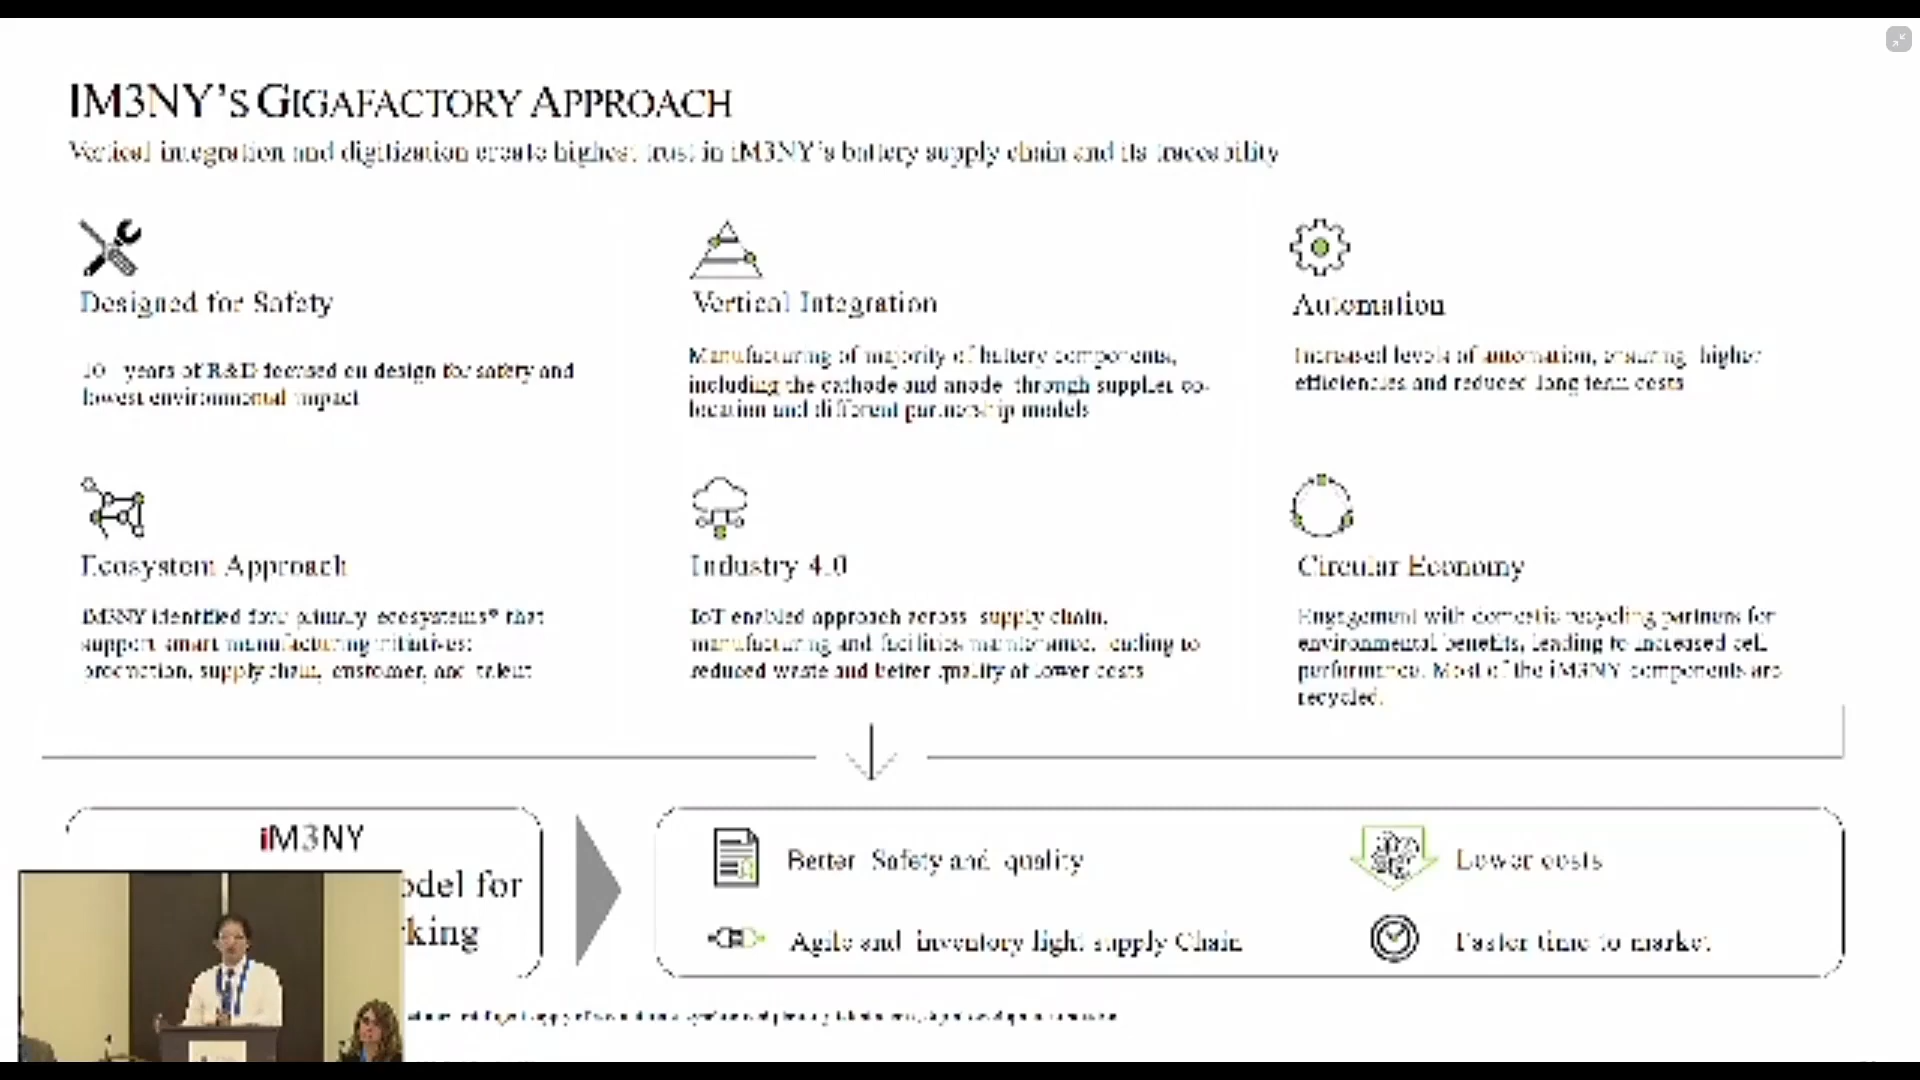 IM3NY'S GIGAFACTORY APPROACH
Vertical integration and digitization create highest trust in iM3NY's battery supply chain and its traceability
Designed for Safety
years of R&D focused on design for safety and
lowest environmental impact
Vertical Integration
Manufacturing of majority of battery components,
including the cathode and anode through supplier co-
location and different partnership models
Automation
Increased levels of automation, ensuring higher
efficiencies and reduced long term costs
Ecosystem Approach
iM3NY identified four primary ecosystems* that
support smart manufacturing initiatives:
production, supply chain, customer, and talent
Industry 4.0
IoT enabled approach across supply chain,
manufacturing and facilities maintenance, leading to
reduced waste and better quality at lower costs
Circular Economy
Engagement with domestic recycling partners for
environmental benefits, leading to increased cell
performance. Most of the iM3NY components are
recycled.
iM3NY
odel for
rking
Better Safety and quality
Lower costs
Agile and inventory light supply Chain
Faster time to market